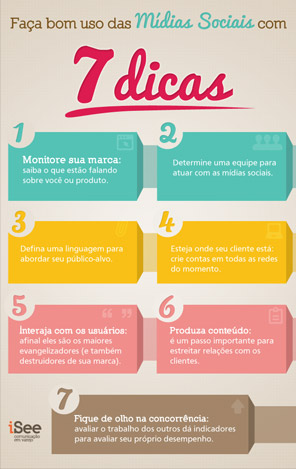 Faça bom uso das Mídias Sociais com
7 dicas
1
Monitore sua marca:
saiba o que estão falando
sobre você ou produto.
2
Determine uma equipe para
atuar com as mídias sociais.
3
Defina uma linguagem para
abordar seu público-alvo.
4
Esteja onde seu cliente está:
crie contas em todas as redes
do momento.
5
Interaja com os usuários:
afinal eles são os maiores
evangelizadores (e também
destruidores de sua marca).
6
Produza conteúdo:
é um passo importante para
estreitar relações com os
clientes.
7
Fique de olho na concorrência:
avaliar o trabalho dos outros dá indicadores
para avaliar seu próprio desempenho.
iSee
comunicação
em varejo